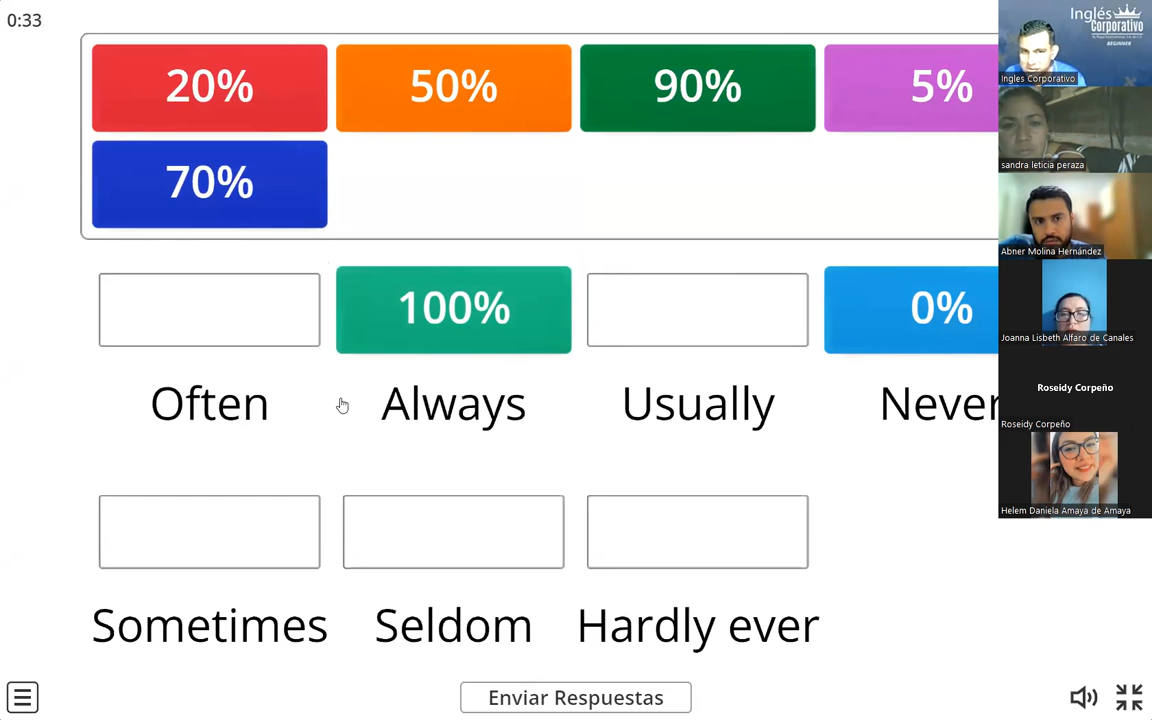 0:33
20%
50%
90%
5%
70%
100%
0%
Often
Always
Usually
Never
Sometimes
Seldom
Hardly ever
Enviar Respuestas
Inglés
Corporativo
BEGINNER
Ingles Corporativo
sandra leticia peraza
Abner Molina Hernández
Joanna Lisbeth Alfaro de Canales
Roseidy Corpeño
Roseidy Corpeño
Helem Daniela Amaya de Amaya